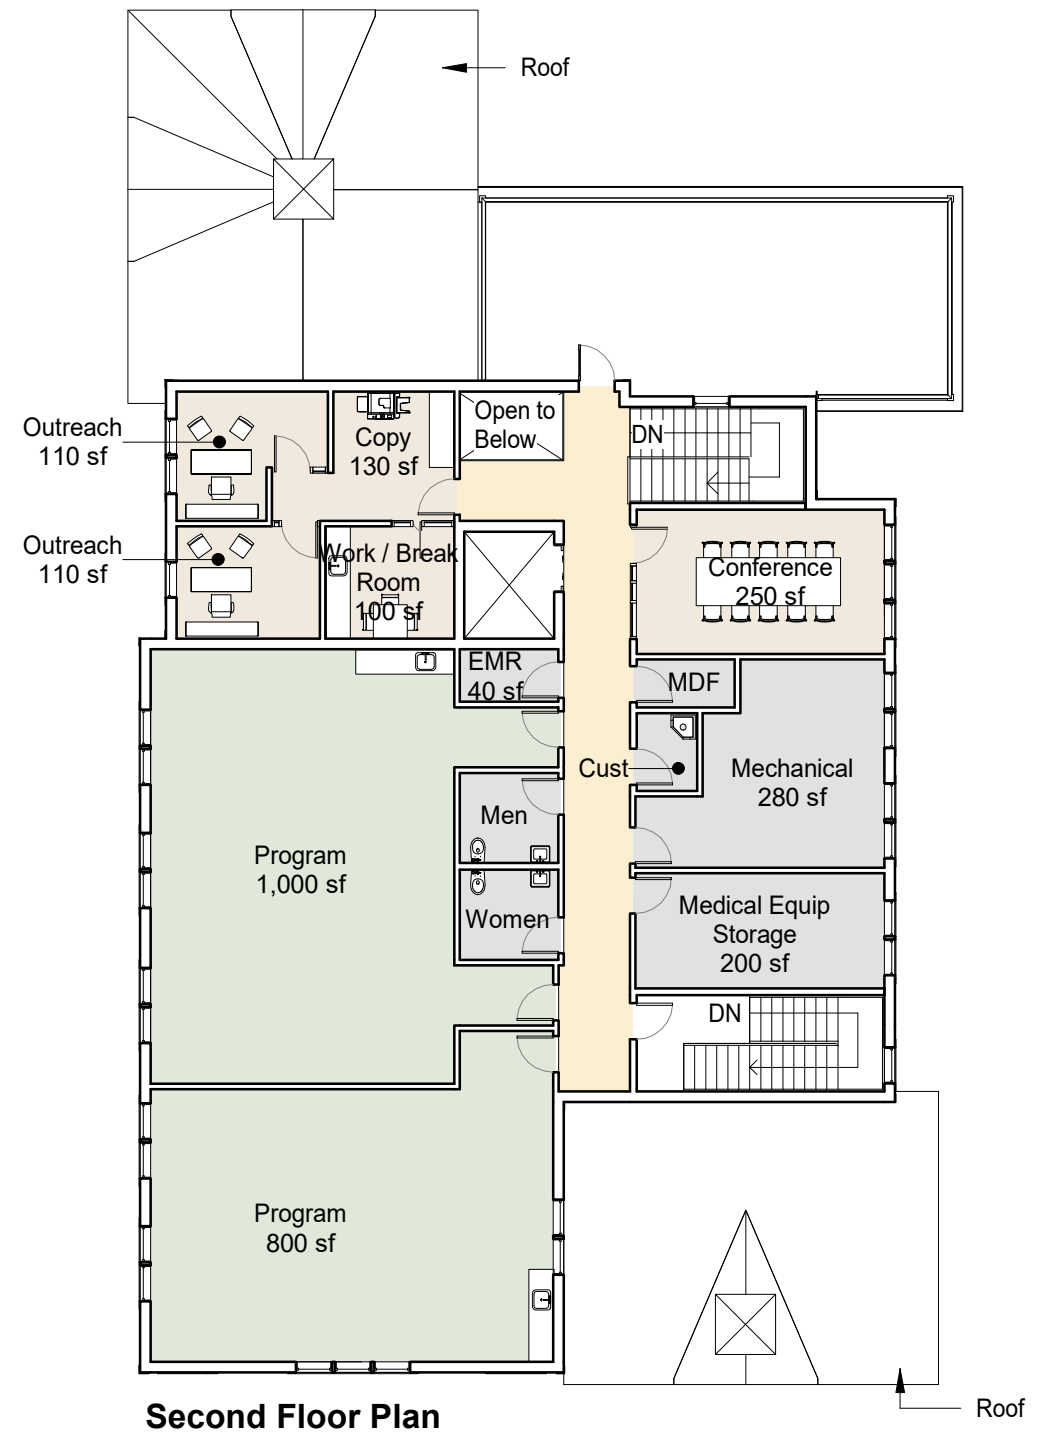 Roof
Open to
Below
DN
Outreach
110 sf
Copy
130 sf
Outreach
110 sf
Work / Break
Room
100 sf
Conference
250 sf
EMR
40 sf
MDF
Cust
Mechanical
280 sf
Men
Program
1,000 sf
Women
Medical Equip
Storage
200 sf
DN
Program
800 sf
Roof
Second Floor Plan